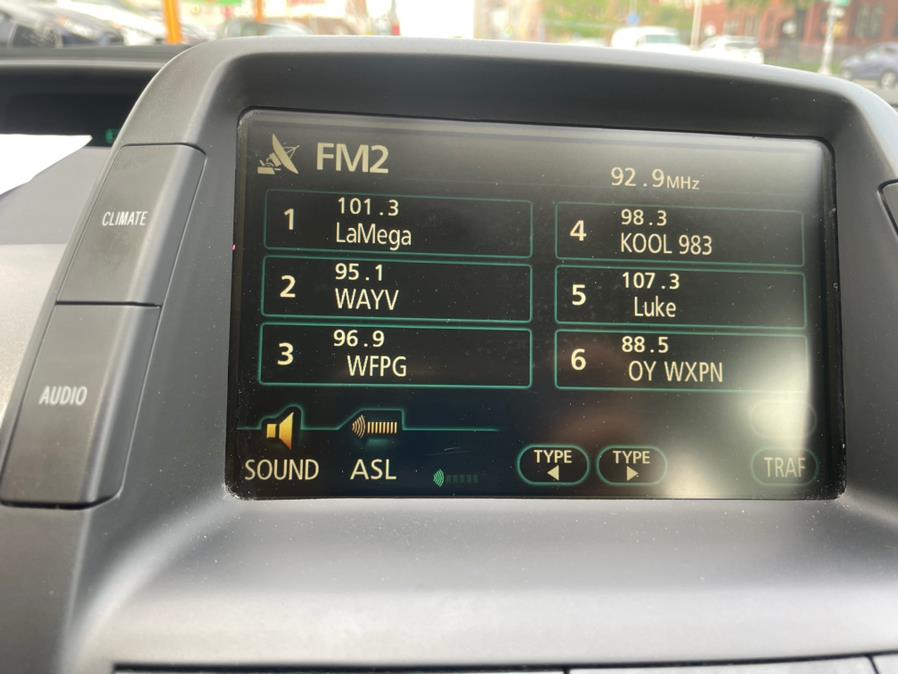 FM2
92.9MHz
CLIMATE
AUDIO
1 101.3
LaMega
2 95.1
WAYV
3 96.9
WFPG
4 98.3
KOOL 983
5 107.3
Luke
6 88.5
OY WXPN
SOUND
ASL
TYPE
TYPE
TRAF